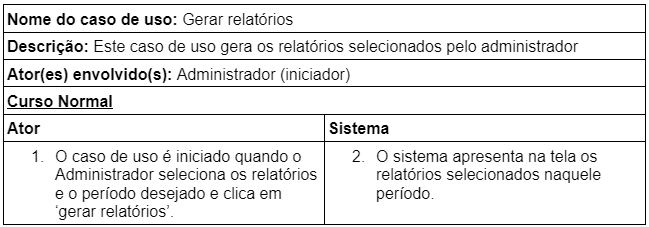 Nome do caso de uso: Gerar relatórios
Descrição: Este caso de uso gera os relatórios selecionados pelo administrador
Ator(es) envolvido(s): Administrador (iniciador)
Curso Normal
Ator
1. O caso de uso é iniciado quando o
Administrador seleciona os relatórios
e o período desejado e clica em
‘gerar relatórios’.
Sistema
2. O sistema apresenta na tela os
relatórios selecionados naquele
período.